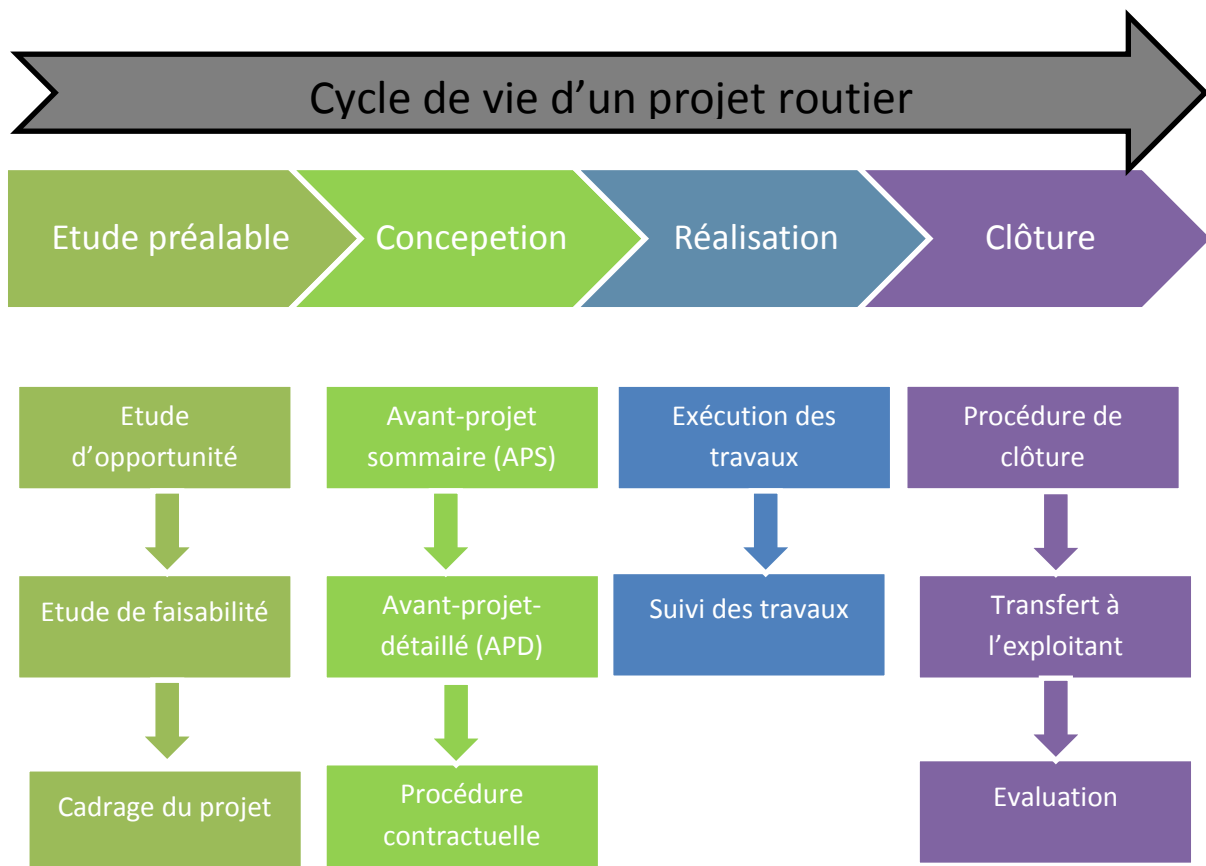 Cycle de vie d’un projet routier
Etude préalable
Concepetion
Réalisation
Clôture
Etude
d’opportunité
Etude de faisabilité
Cadrage du projet
Avant-projet
sommaire (APS)
Avant-projet-
détaillé (APD)
Procédure
contractuelle
Exécution des
travaux
Suivi des travaux
Procédure de
clôture
Transfert à
l’exploitant
Evaluation